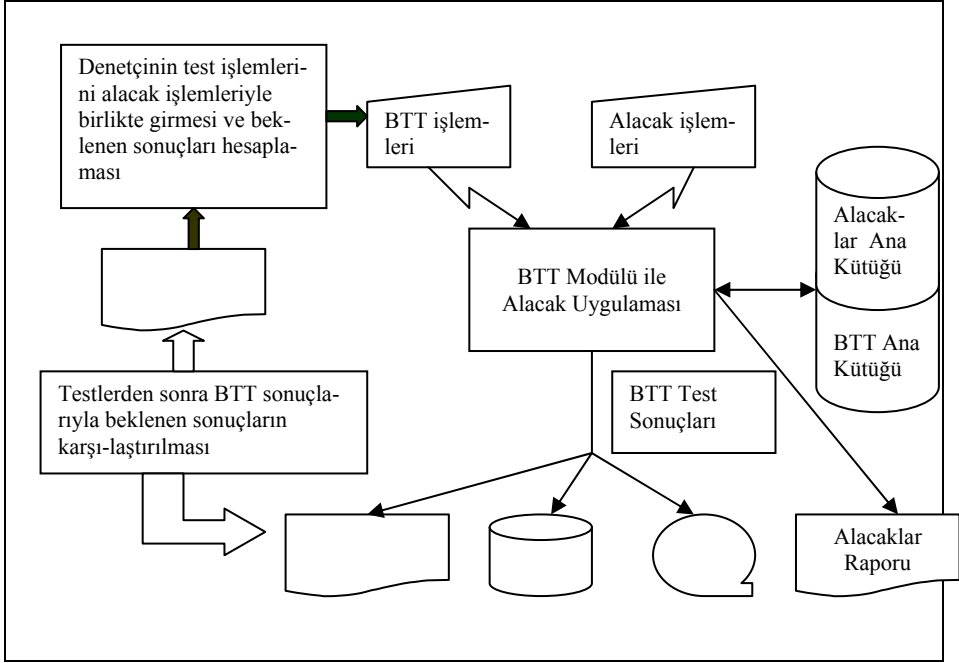 Denetçinin test işlemleri-
ni alacak işlemleriyle
birlikte girmesi ve bek-
lenen sonuçları hesapla-
ması
BTT işlem-
leri
Alacak işlem-
leri
Alacak-
lar Ana
Kütüğü
BTT Modülü ile
Alacak Uygulaması
BTT Ana
Kütüğü
Testlerden sonra BTT sonuçla-
rıyla beklenen sonuçların
karşı-laştırılması
BTT Test
Sonuçları
Alacaklar
Raporu